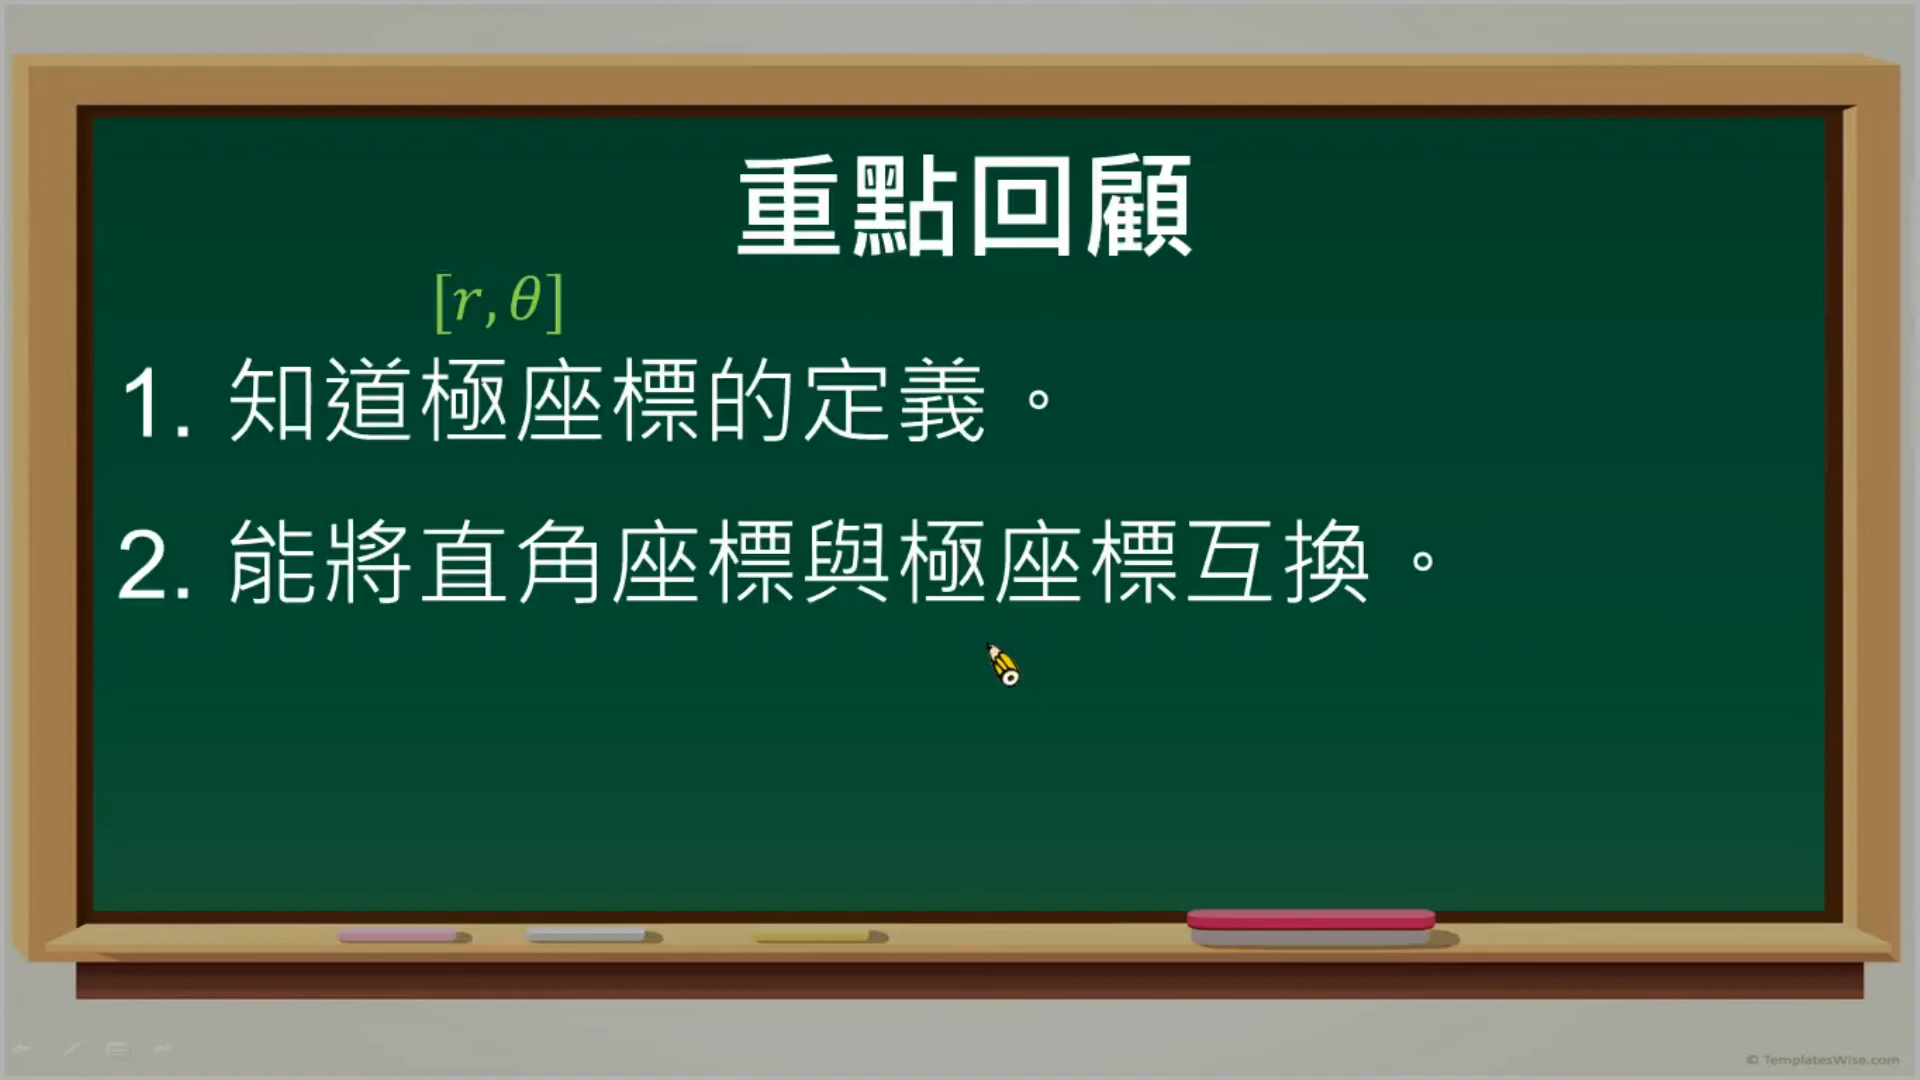 重點回顧
[r, θ]
1. 知道極座標的定義。
2. 能將直角座標與極座標互換。
© TemplatesWise.com